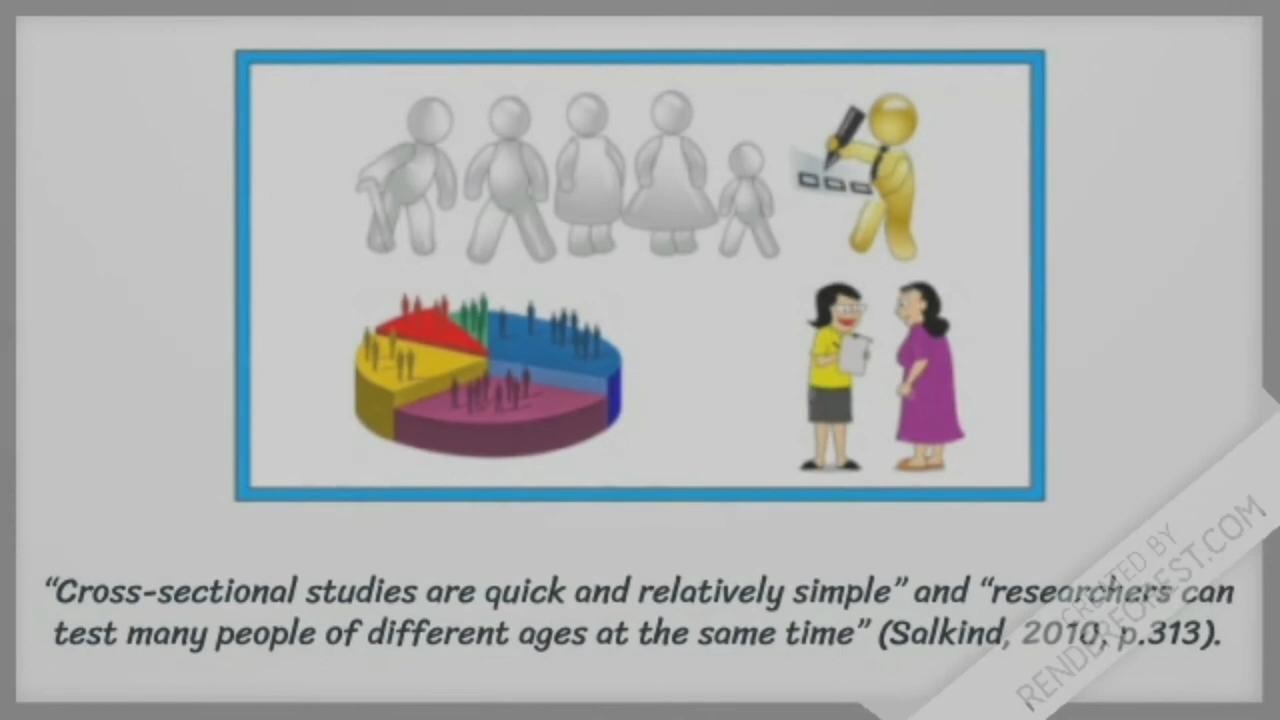 “Cross-sectional studies are quick and relatively simple” and “researchers can
test many people of different ages at the same time” (Salkind, 2010, p.313).
CREATED BY
RENDERFOREST.COM